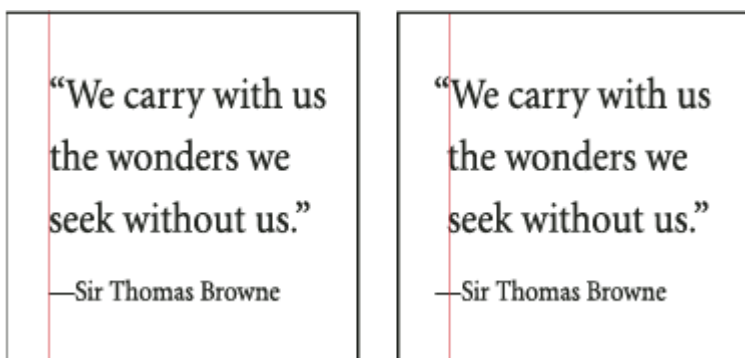 “We carry with us
the wonders we
seek without us.”
—Sir Thomas Browne
“We carry with us
the wonders we
seek without us.”
—Sir Thomas Browne